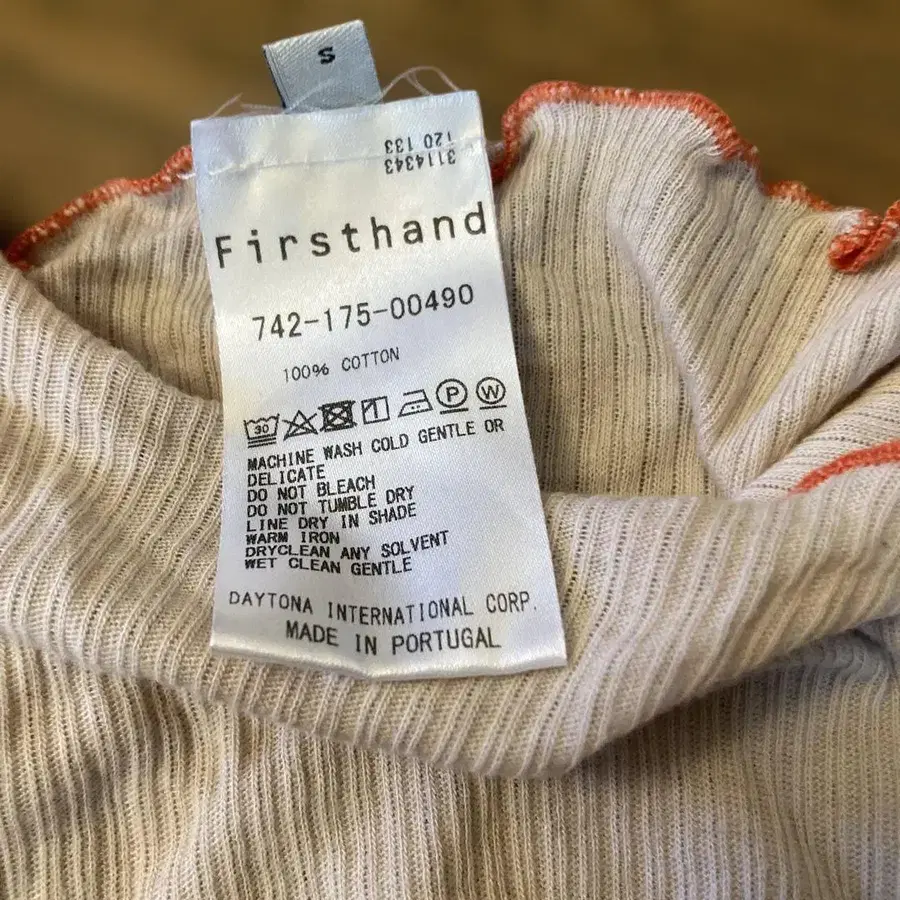 S
3114343
120 133
Firsthand
742-175-00490
100% COTTON
30 P W
MACHINE WASH COLD GENTLE OR
DELICATE
DO NOT BLEACH
DO NOT TUMBLE DRY
LINE DRY IN SHADE
WARM IRON
DRYCLEAN ANY SOLVENT
WET CLEAN GENTLE
DAYTONA INTERNATIONAL CORP.
MADE IN PORTUGAL